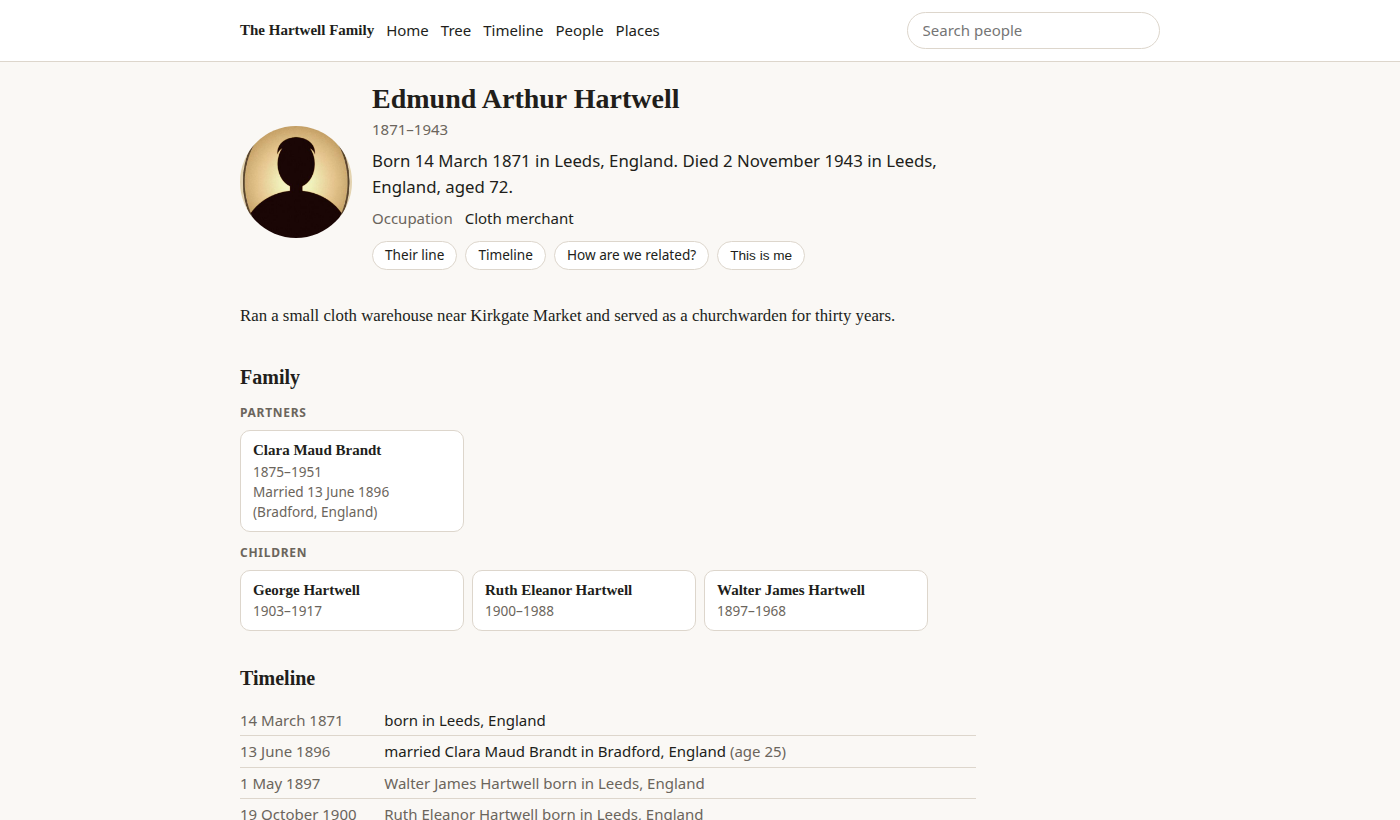 The Hartwell Family Home Tree Timeline People Places Search people
Edmund Arthur Hartwell
1871–1943
Born 14 March 1871 in Leeds, England. Died 2 November 1943 in Leeds,
England, aged 72.
Occupation Cloth merchant
Their line Timeline How are we related? This is me
Ran a small cloth warehouse near Kirkgate Market and served as a churchwarden for thirty years.
Family
PARTNERS
Clara Maud Brandt
1875–1951
Married 13 June 1896
(Bradford, England)
CHILDREN
George Hartwell Ruth Eleanor Hartwell Walter James Hartwell
1903–1917 1900–1988 1897–1968
Timeline
14 March 1871 born in Leeds, England
13 June 1896 married Clara Maud Brandt in Bradford, England (age 25)
1 May 1897 Walter James Hartwell born in Leeds, England
19 October 1900 Ruth Eleanor Hartwell born in Leeds, England